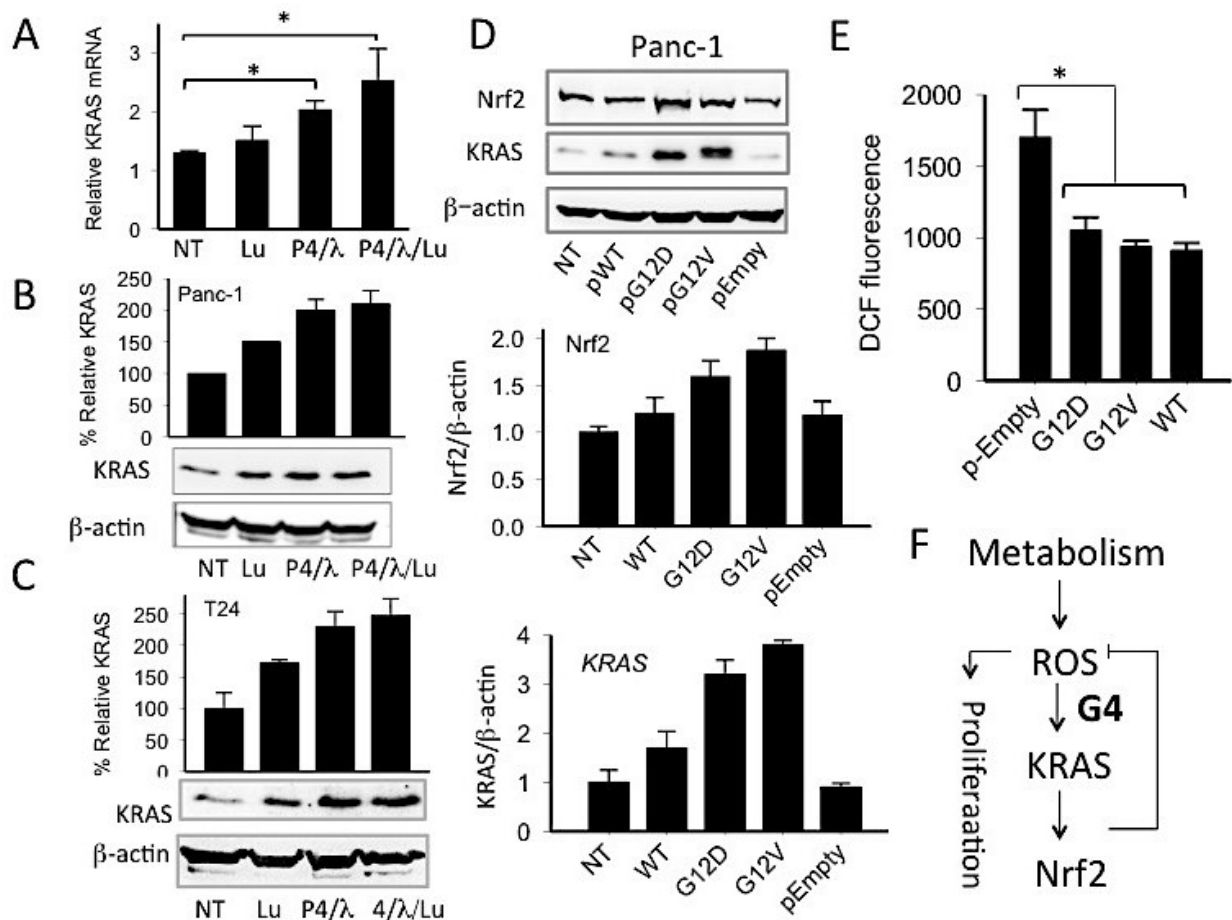 A
Relative KRAS mRNA
3
2
1
0
*
*
NT Lu P4/λ P4/λ/Lu
B
% Relative KRAS
250
200
150
100
50
0
Panc-1
KRAS
β-actin
NT Lu P4/λ P4/λ/Lu
C
% Relative KRAS
250
200
150
100
50
0
T24
KRAS
β-actin
NT Lu P4/λ 4/λ/Lu
D
Panc-1
Nrf2
KRAS
β−actin
NT pWT pG12D pG12V pEmpy
Nrf2/β-actin
2.0
1.5
1.0
0.5
0.0
Nrf2
NT WT G12D G12V pEmpy
KRAS/β-actin
4
3
2
1
0
KRAS
NT WT G12D G12V pEmpy
E
DCF fluorescence
2000
1500
1000
500
0
*
p-Empty G12D G12V WT
F
Metabolism
ROS
G4
KRAS
Nrf2
Proliferaation